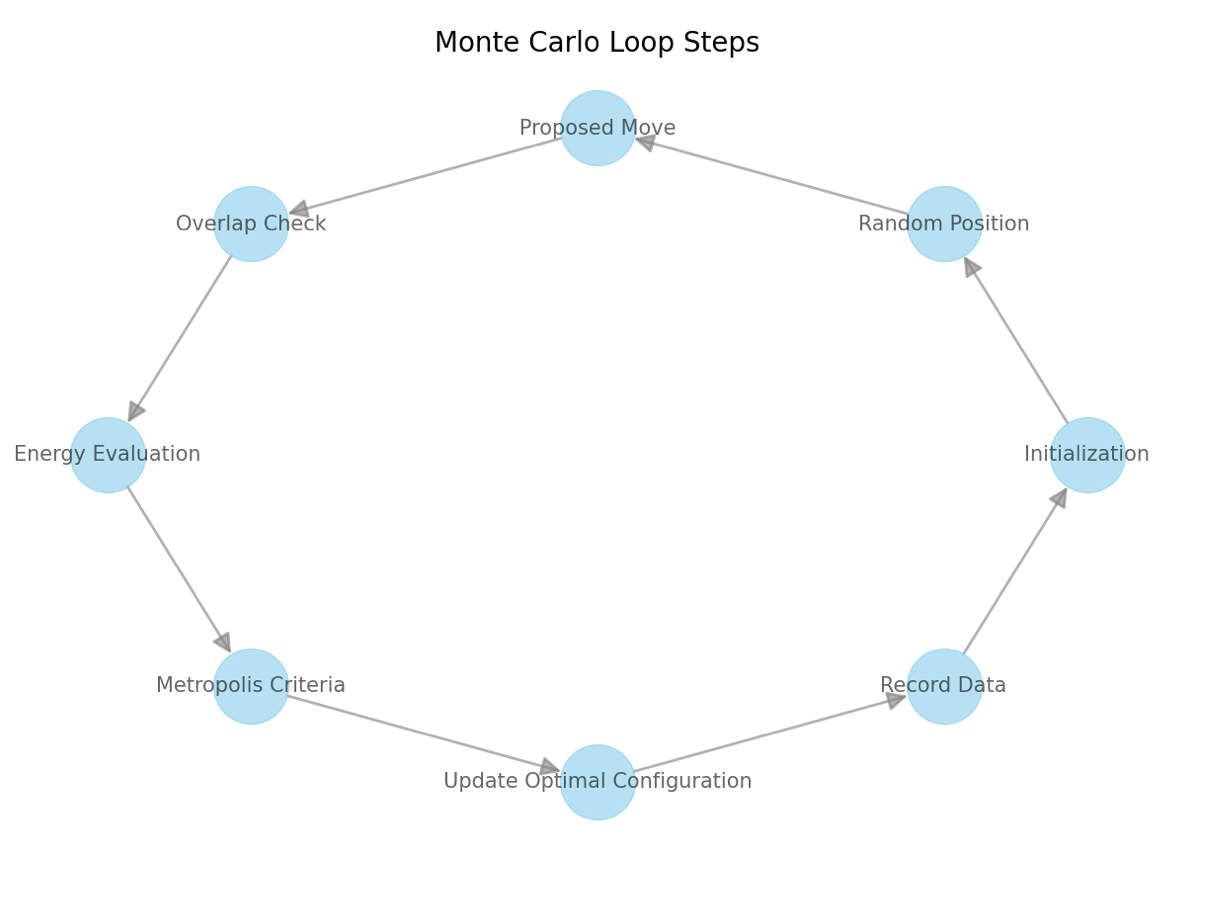 Monte Carlo Loop Steps
Proposed Move
Overlap Check
Random Position
Energy Evaluation
Initialization
Metropolis Criteria
Record Data
Update Optimal Configuration